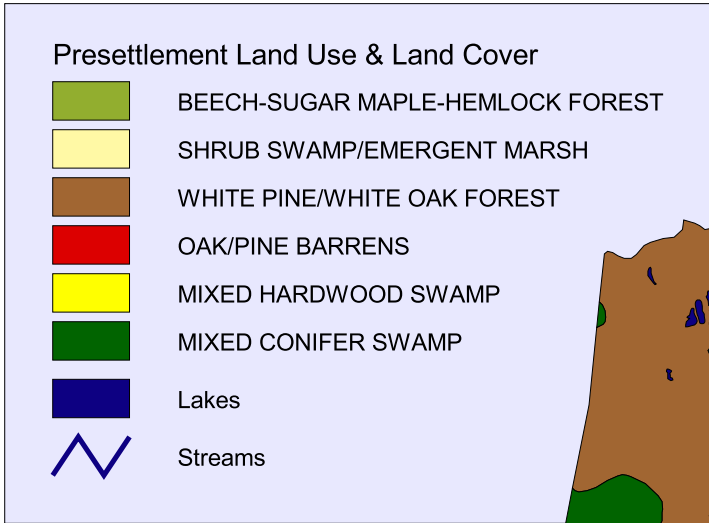 Presettlement Land Use & Land Cover
BEECH-SUGAR MAPLE-HEMLOCK FOREST
SHRUB SWAMP/EMERGENT MARSH
WHITE PINE/WHITE OAK FOREST
OAK/PINE BARRENS
MIXED HARDWOOD SWAMP
MIXED CONIFER SWAMP
Lakes
Streams